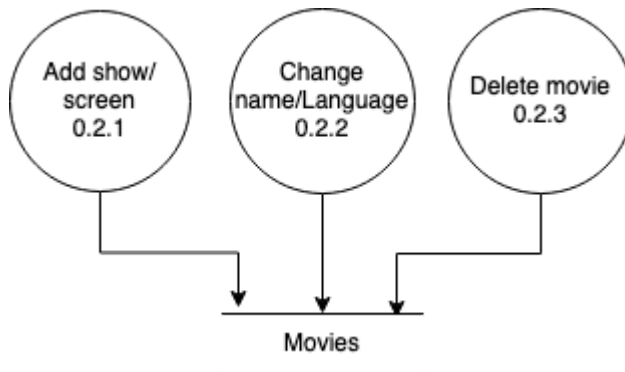 Add show/
screen
0.2.1
Change
name/Language
0.2.2
Delete movie
0.2.3
Movies